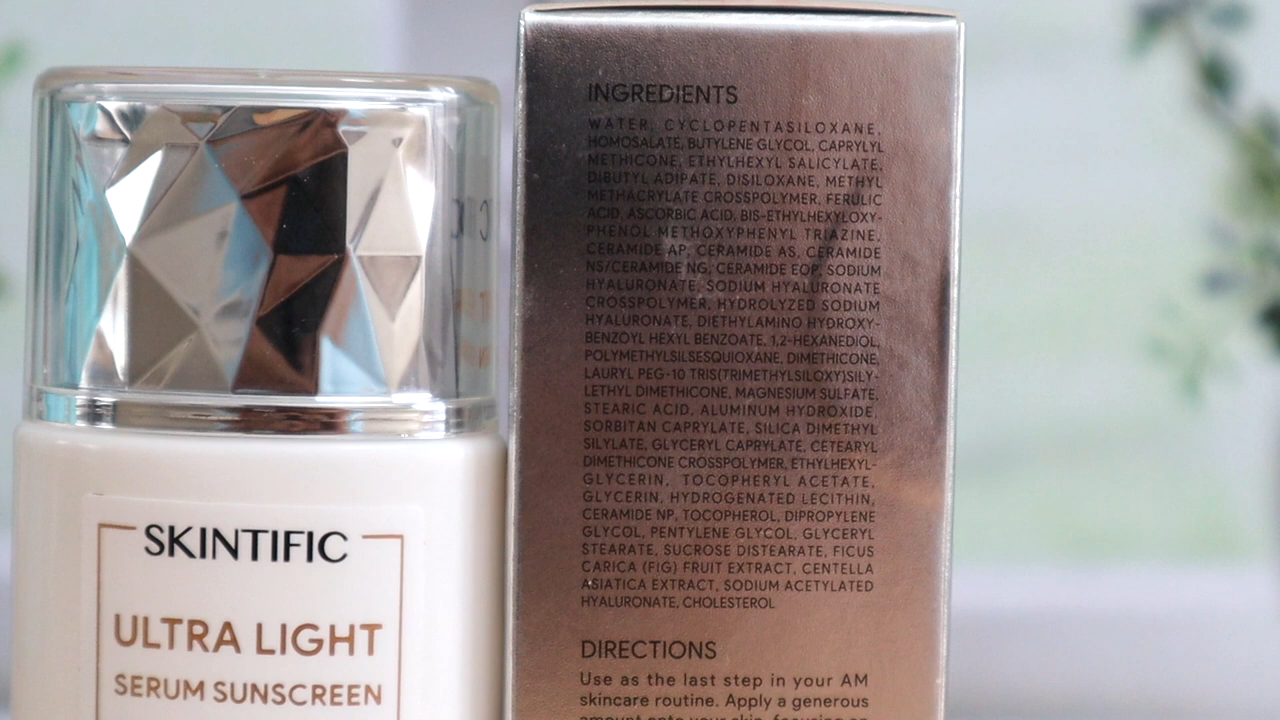 SKINTIFIC
ULTRA LIGHT
SERUM SUNSCREEN
INGREDIENTS
WATER, CYCLOPENTASILOXANE,
HOMOSALATE, BUTYLENE GLYCOL, CAPRYLYL
METHICONE, ETHYLHEXYL SALICYLATE,
DIBUTYL ADIPATE, DISILOXANE, METHYL
METHACRYLATE CROSSPOLYMER, FERULIC
ACID, ASCORBIC ACID, BIS-ETHYLHEXYLOXY-
PHENOL METHOXYPHENYL TRIAZINE,
CERAMIDE AP, CERAMIDE AS, CERAMIDE
NS/CERAMIDE NG, CERAMIDE EOP, SODIUM
HYALURONATE, SODIUM HYALURONATE
CROSSPOLYMER, HYDROLYZED SODIUM
HYALURONATE, DIETHYLAMINO HYDROXY-
BENZOYL HEXYL BENZOATE, 1,2-HEXANEDIOL,
POLYMETHYLSILSESQUIOXANE, DIMETHICONE,
LAURYL PEG-10 TRIS(TRIMETHYLSILOXY)SILY-
LETHYL DIMETHICONE, MAGNESIUM SULFATE,
STEARIC ACID, ALUMINUM HYDROXIDE,
SORBITAN CAPRYLATE, SILICA DIMETHYL
SILYLATE, GLYCERYL CAPRYLATE, CETEARYL
DIMETHICONE CROSSPOLYMER, ETHYLHEXYL-
GLYCERIN, TOCOPHERYL ACETATE,
GLYCERIN, HYDROGENATED LECITHIN,
CERAMIDE NP, TOCOPHEROL, DIPROPYLENE
GLYCOL, PENTYLENE GLYCOL, GLYCERYL
STEARATE, SUCROSE DISTEARATE, FICUS
CARICA (FIG) FRUIT EXTRACT, CENTELLA
ASIATICA EXTRACT, SODIUM ACETYLATED
HYALURONATE, CHOLESTEROL
DIRECTIONS
Use as the last step in your AM
skincare routine. Apply a generous
amount onto your skin, focusing on